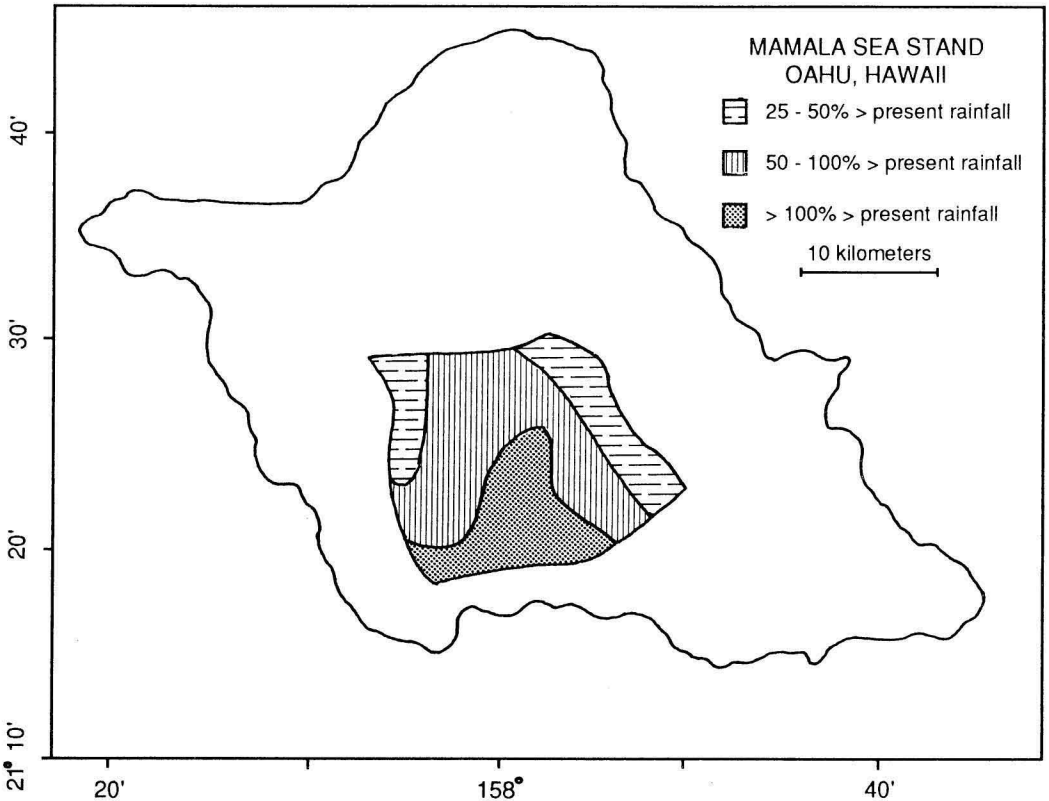 MAMALA SEA STAND
OAHU, HAWAII
25 - 50% > present rainfall
50 - 100% > present rainfall
> 100% > present rainfall
10 kilometers
40'
30'
20'
21° 10'
20'
158°
40'